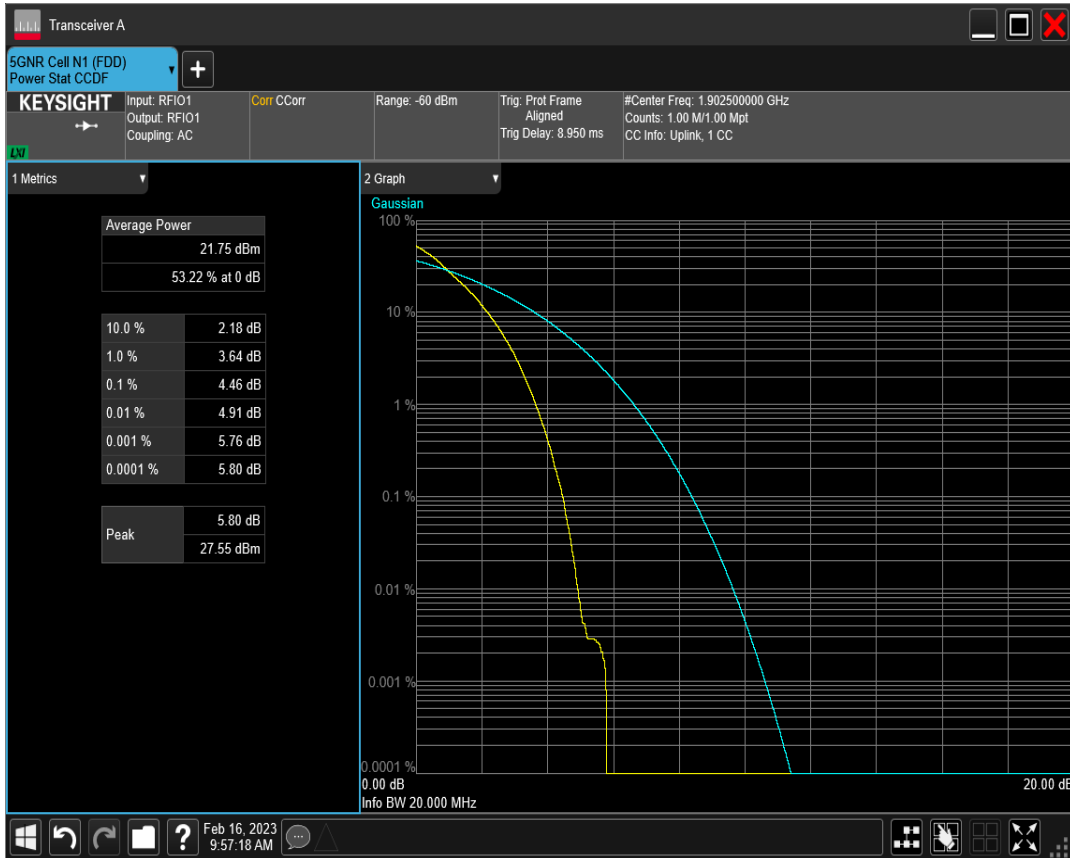 Transceiver A
5GNR Cell N1 (FDD)
Power Stat CCDF
+
KEYSIGHT
LXI
Input: RFIO1
Output: RFIO1
Coupling: AC
Corr CCorr
Range: -60 dBm
Trig: Prot Frame
Aligned
Trig Delay: 8.950 ms
#Center Freq: 1.902500000 GHz
Counts: 1.00 M/1.00 Mpt
CC Info: Uplink, 1 CC
1 Metrics
Average Power
21.75 dBm
53.22 % at 0 dB
10.0 % 2.18 dB
1.0 % 3.64 dB
0.1 % 4.46 dB
0.01 % 4.91 dB
0.001 % 5.76 dB
0.0001 % 5.80 dB
Peak
5.80 dB
27.55 dBm
2 Graph
Gaussian
100 %
10 %
1 %
0.1 %
0.01 %
0.001 %
0.0001 %
0.00 dB 20.00 dB
Info BW 20.000 MHz
?
Feb 16, 2023
9:57:18 AM